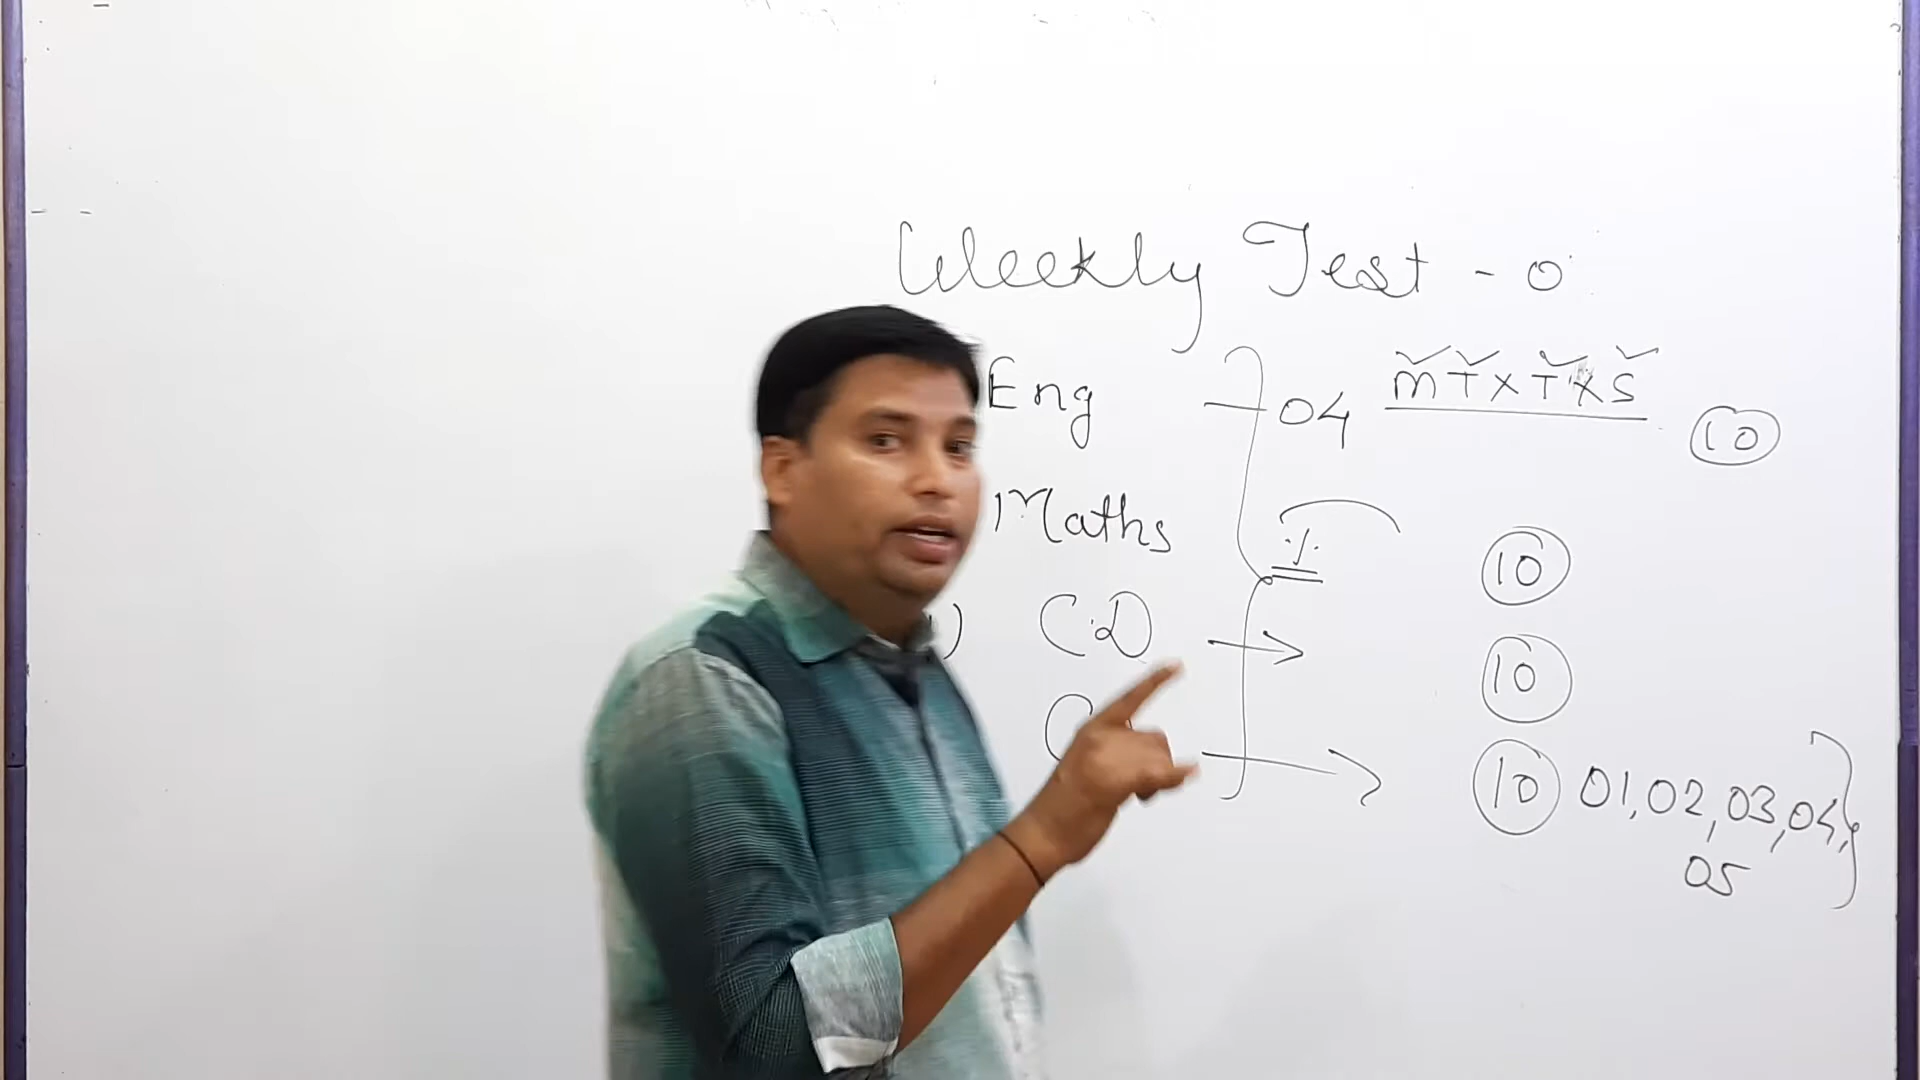 Weekly Test - 0
Eng 04 M T X T X S 10
Maths % 10
) CD → 10
→ 10 01, 02, 03, 04,
05